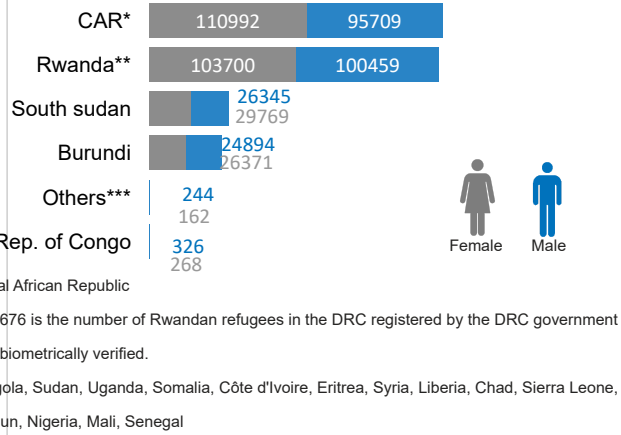 CAR*
110992 95709
Rwanda**
103700 100459
South sudan
26345
29769
Burundi
24894
26371
Others***
244
162
Rep. of Congo
326
268
Female Male
al African Republic
676 is the number of Rwandan refugees in the DRC registered by the DRC government
biometrically verified.
gola, Sudan, Uganda, Somalia, Côte d'Ivoire, Eritrea, Syria, Liberia, Chad, Sierra Leone,
un, Nigeria, Mali, Senegal